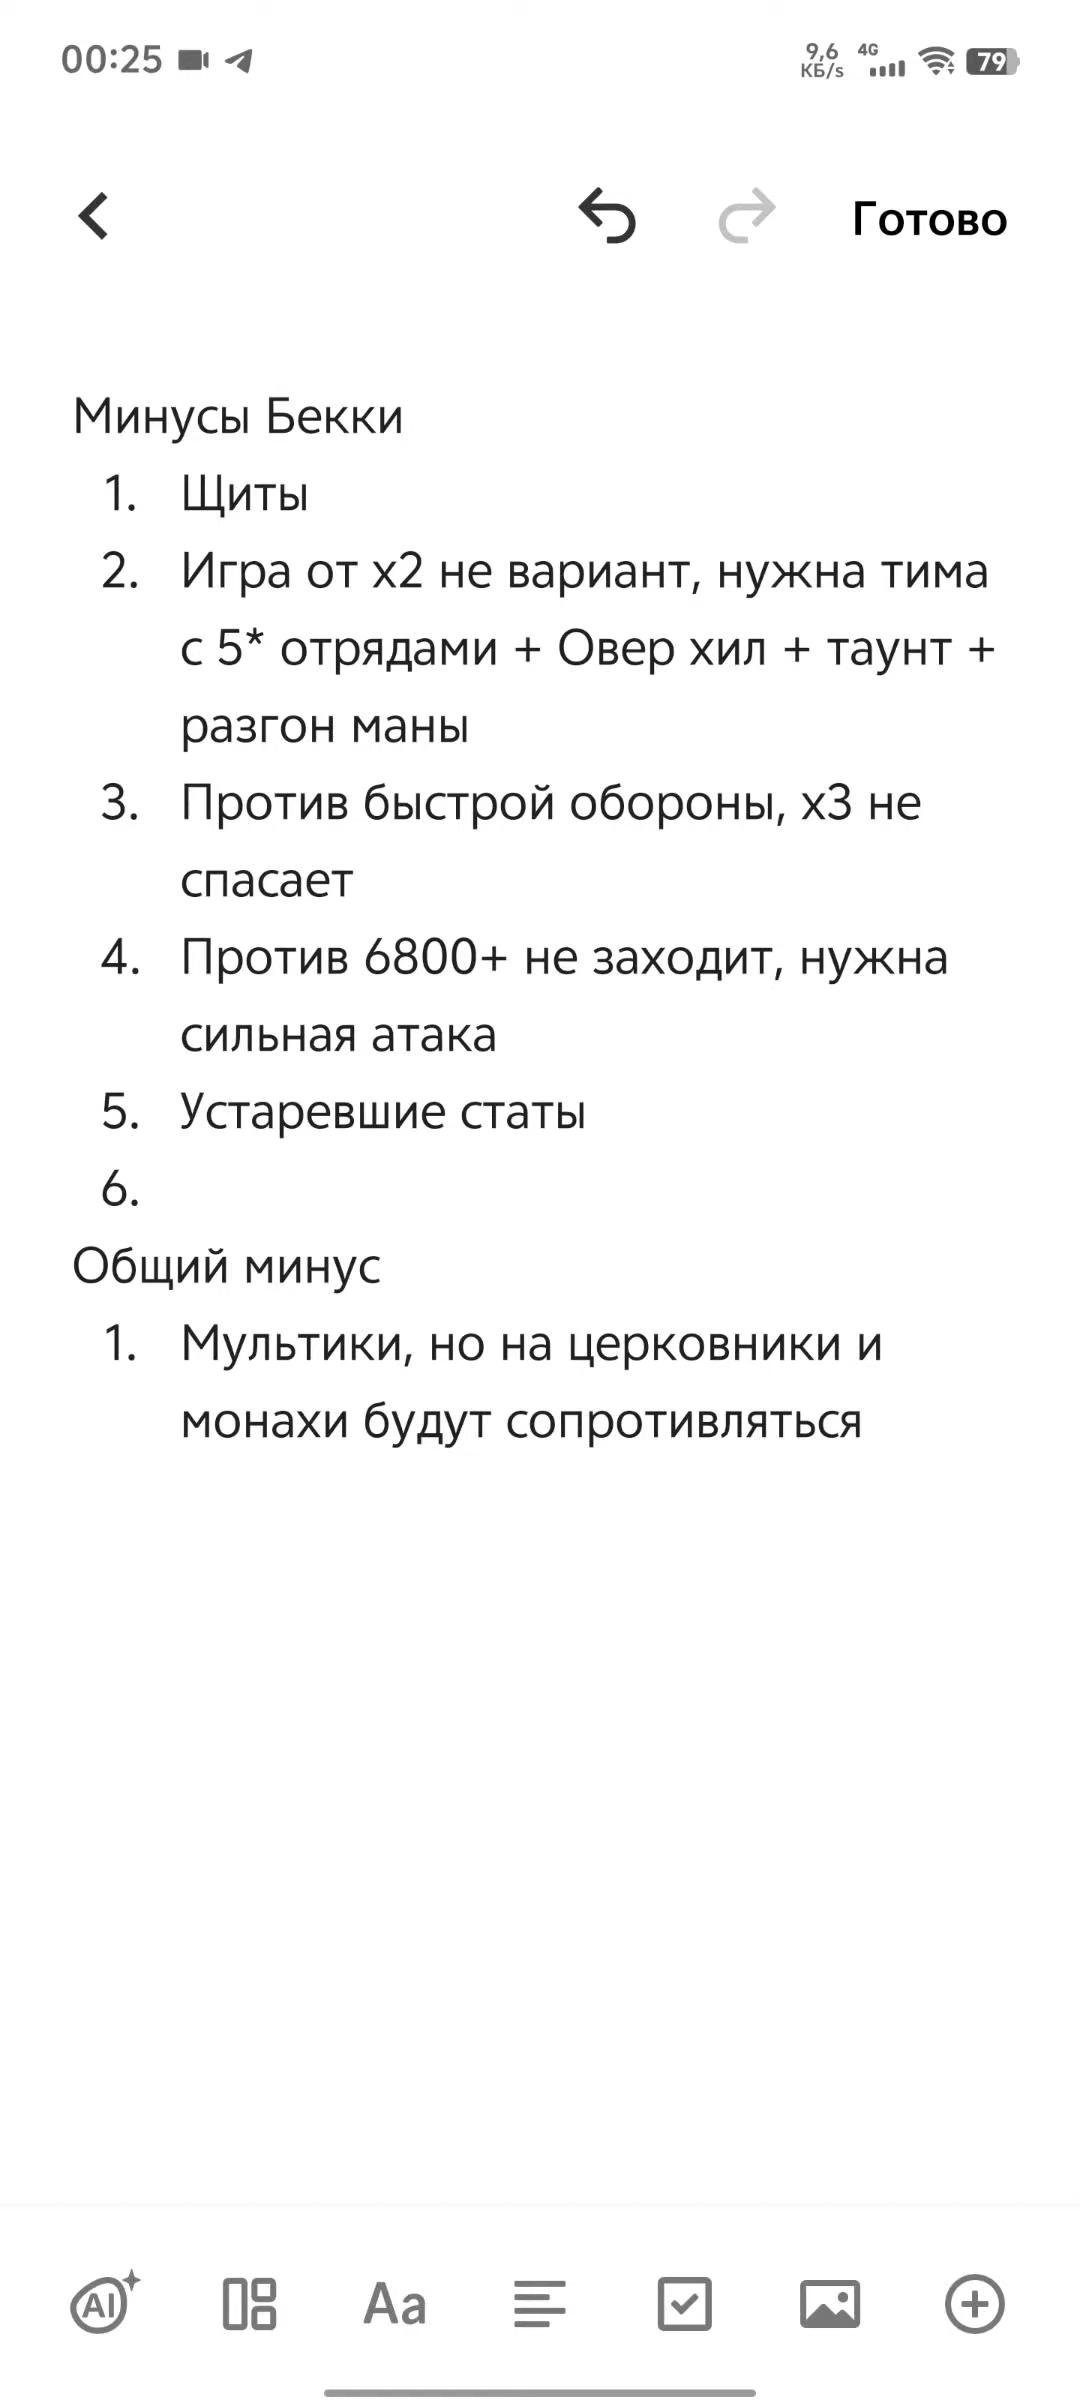 00:25
9,6 КБ/s 4G 79
Готово
Минусы Бекки
1. Щиты
2. Игра от х2 не вариант, нужна тима
с 5* отрядами + Овер хил + таунт +
разгон маны
3. Против быстрой обороны, х3 не
спасает
4. Против 6800+ не заходит, нужна
сильная атака
5. Устаревшие статы
6.
Общий минус
1. Мультики, но на церковники и
монахи будут сопротивляться
AI Aa